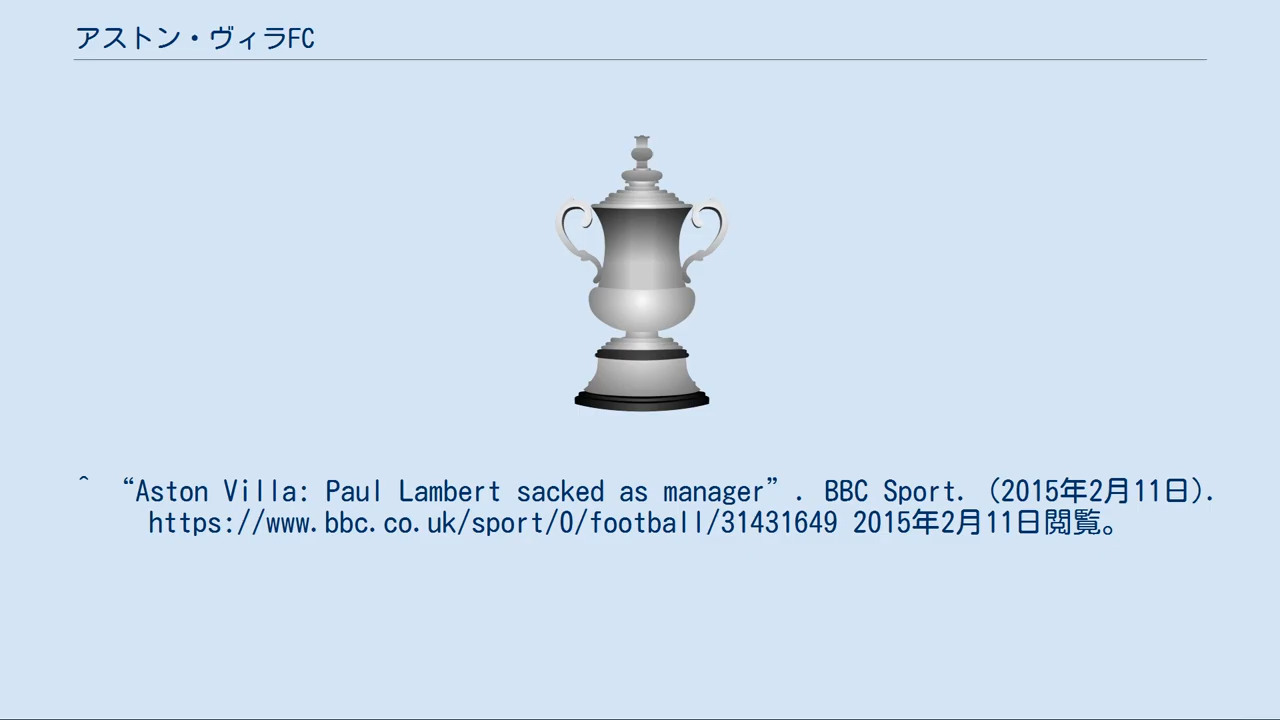 アストン・ヴィラFC
^ “Aston Villa: Paul Lambert sacked as manager”. BBC Sport. (2015年2月11日).
https://www.bbc.co.uk/sport/0/football/31431649 2015年2月11日閲覧。